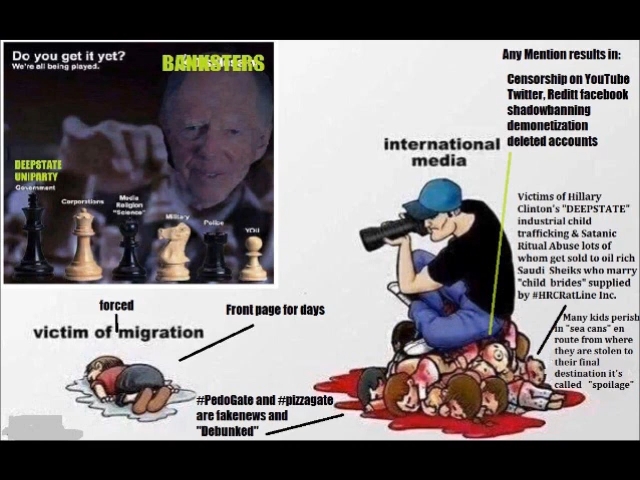 Do you get it yet?
We're all being played.
BANKSTERS
DEEPSTATE
UNIPARTY
Government
Corporations
Media
Religion
"Science"
Military
Police
YOU
Any Mention results in:
Censorship on YouTube
Twitter, Reditt facebook
shadowbanning
demonetization
deleted accounts
international
media
Victims of Hillary
Clinton's "DEEPSTATE"
industrial child
trafficking & Satanic
Ritual Abuse lots of
whom get sold to oil rich
Saudi Sheiks who marry
"child brides" supplied
by #HRCRatLine Inc.
Many kids perish
in "sea cans" en
route from where
they are stolen to
their final
destination it's
called "spoilage"
forced
victim of migration
Front page for days
#PedoGate and #pizzagate
are fakenews and
"Debunked"